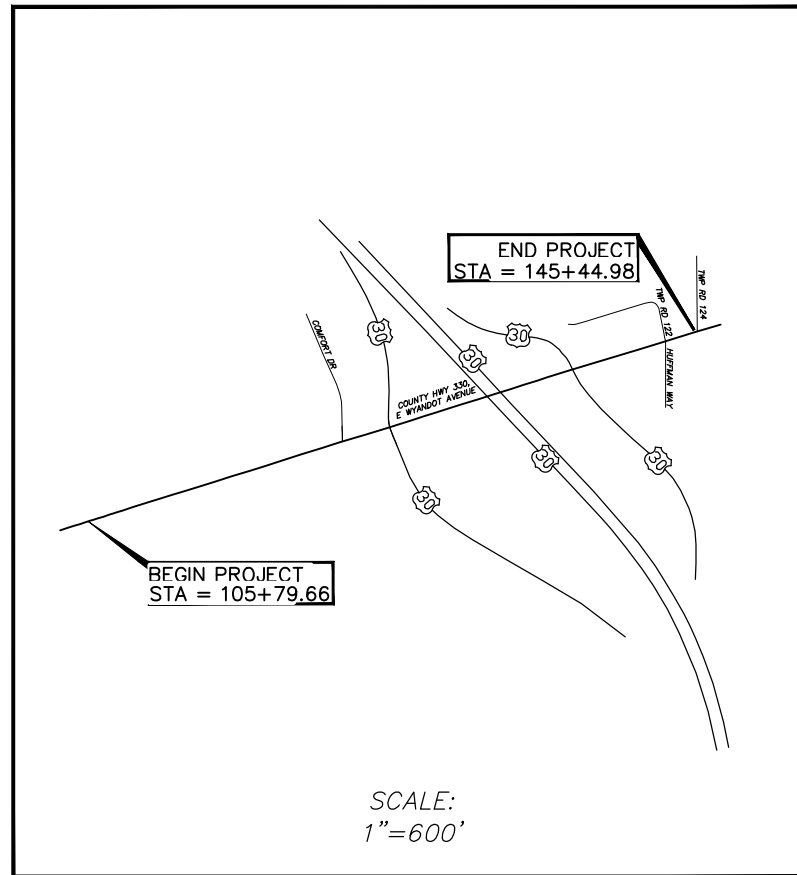 END PROJECT
STA = 145+44.98
TWP RD 124
TWP RD 122
HUFFMAN WAY
30
30
30
30
30
30
COMFORT DR
COUNTY HWY 330,
E WYANDOT AVENUE
BEGIN PROJECT
STA = 105+79.66
SCALE:
1"=600'